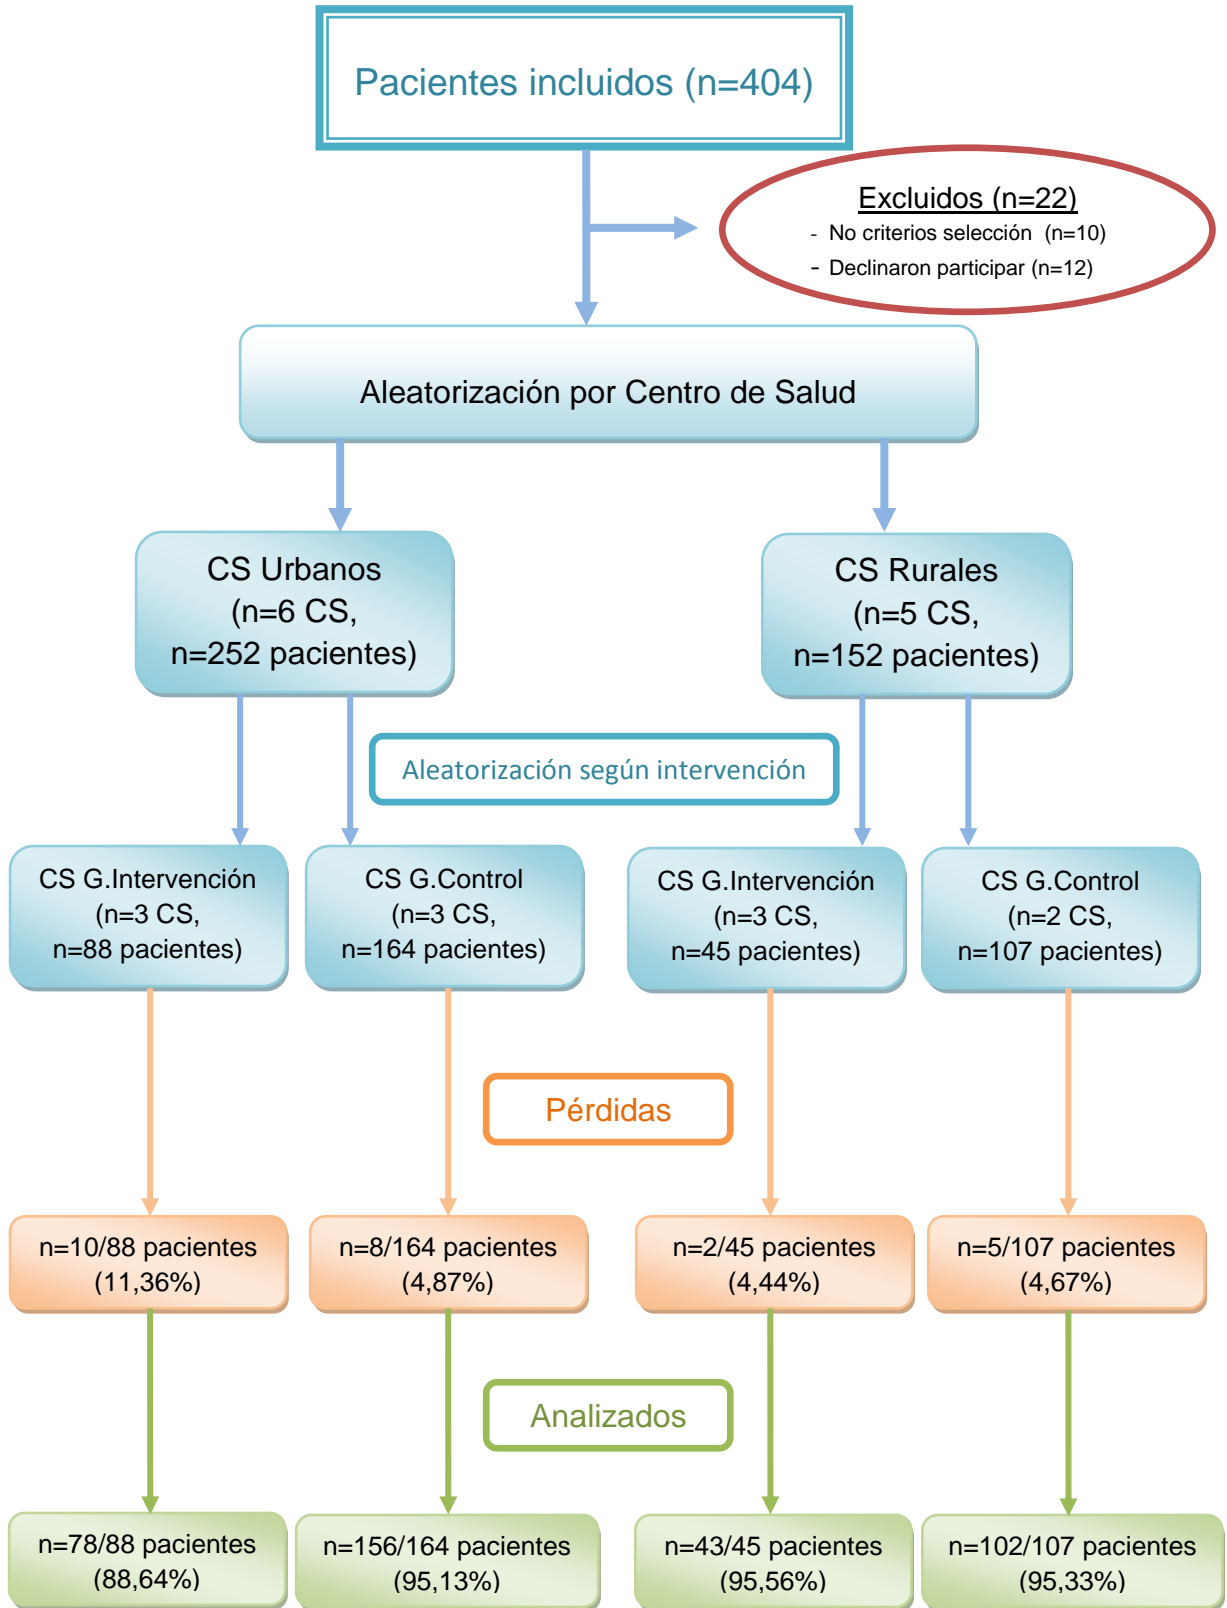 Pacientes incluidos (n=404)
Excluidos (n=22)
- No criterios selección (n=10)
- Declinaron participar (n=12)
Aleatorización por Centro de Salud
CS Urbanos
(n=6 CS,
n=252 pacientes)
CS Rurales
(n=5 CS,
n=152 pacientes)
Aleatorización según intervención
CS G.Intervención
(n=3 CS,
n=88 pacientes)
CS G.Control
(n=3 CS,
n=164 pacientes)
CS G.Intervención
(n=3 CS,
n=45 pacientes)
CS G.Control
(n=2 CS,
n=107 pacientes)
Pérdidas
n=10/88 pacientes
(11,36%)
n=8/164 pacientes
(4,87%)
n=2/45 pacientes
(4,44%)
n=5/107 pacientes
(4,67%)
Analizados
n=78/88 pacientes
(88,64%)
n=156/164 pacientes
(95,13%)
n=43/45 pacientes
(95,56%)
n=102/107 pacientes
(95,33%)